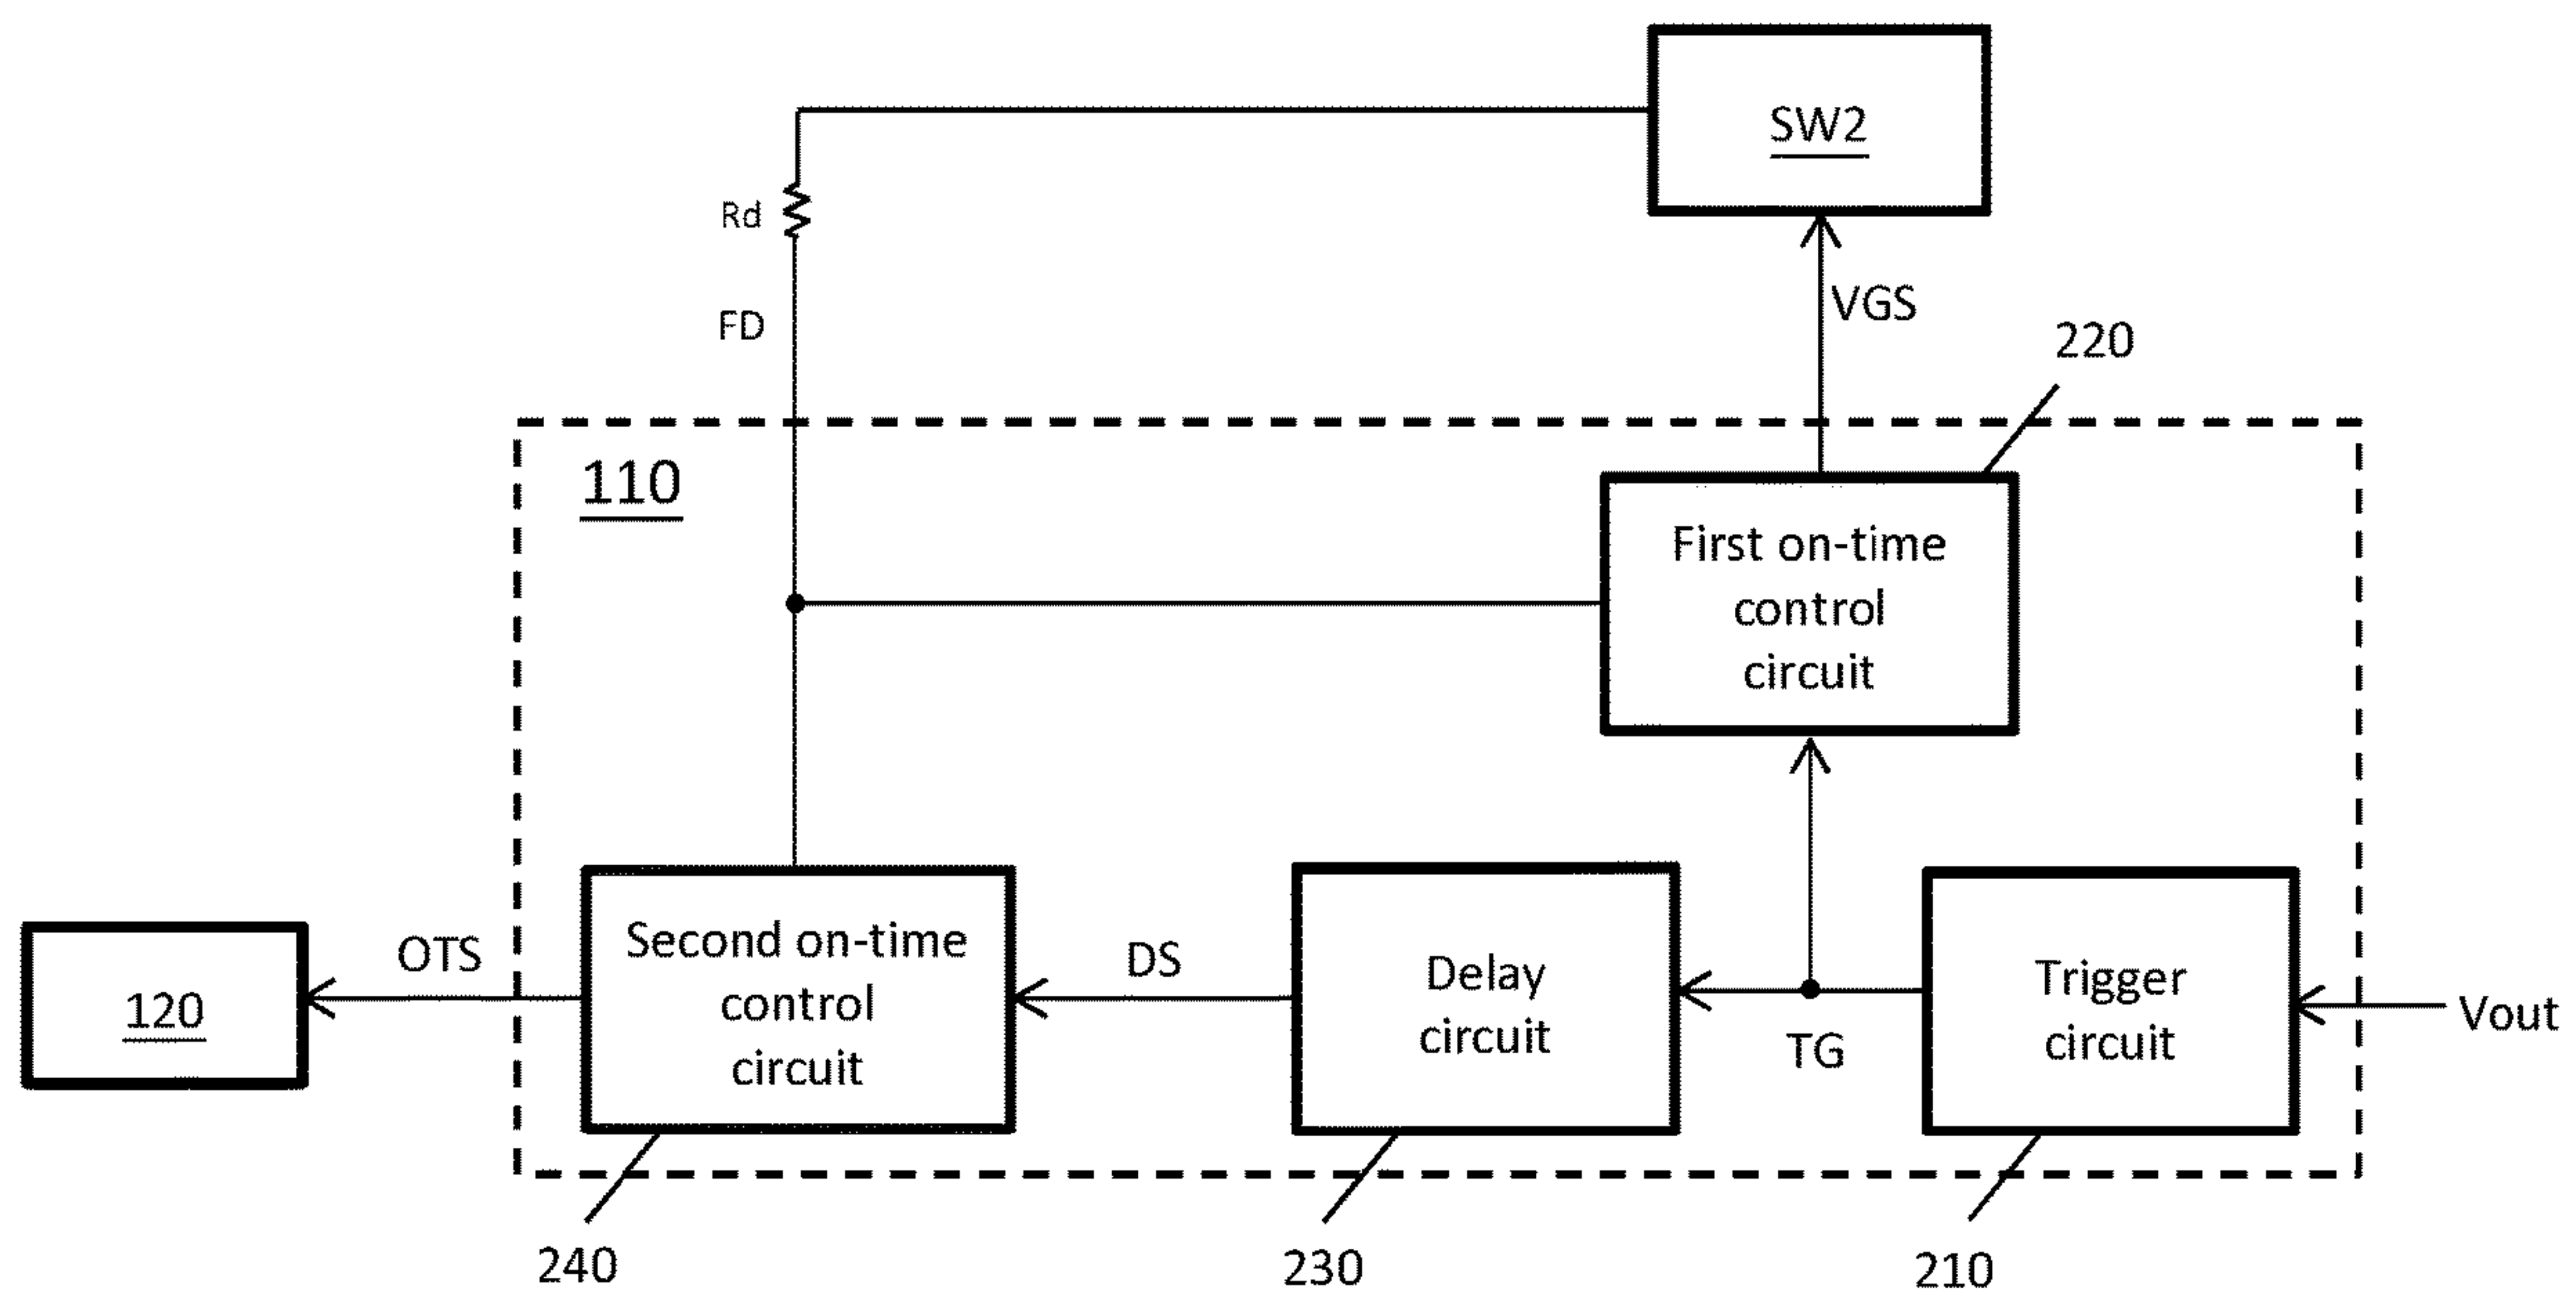 SW2
Rd
VGS
FD
220
110
First on-time
control
circuit
OTS
Second on-time
control
circuit
DS
Delay
circuit
TG
Trigger
circuit
Vout
120
240
230
210